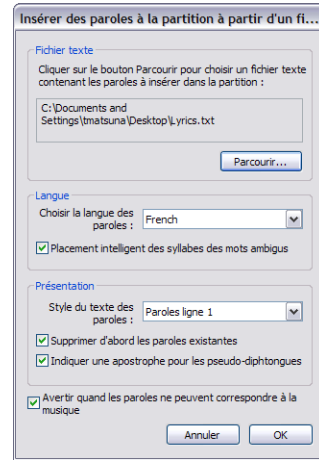 Insérer des paroles à la partition à partir d'un fi...
Fichier texte
Cliquer sur le bouton Parcourir pour choisir un fichier texte
contenant les paroles à insérer dans la partition :
C:\Documents and
Settings\tmatsuna\Desktop\Lyrics.txt
Parcourir...
Langue
Choisir la langue des
paroles :
French
Placement intelligent des syllabes des mots ambigus
Présentation
Style du texte des
paroles :
Paroles ligne 1
Supprimer d'abord les paroles existantes
Indiquer une apostrophe pour les pseudo-diphtongues
Avertir quand les paroles ne peuvent correspondre à la
musique
Annuler
OK